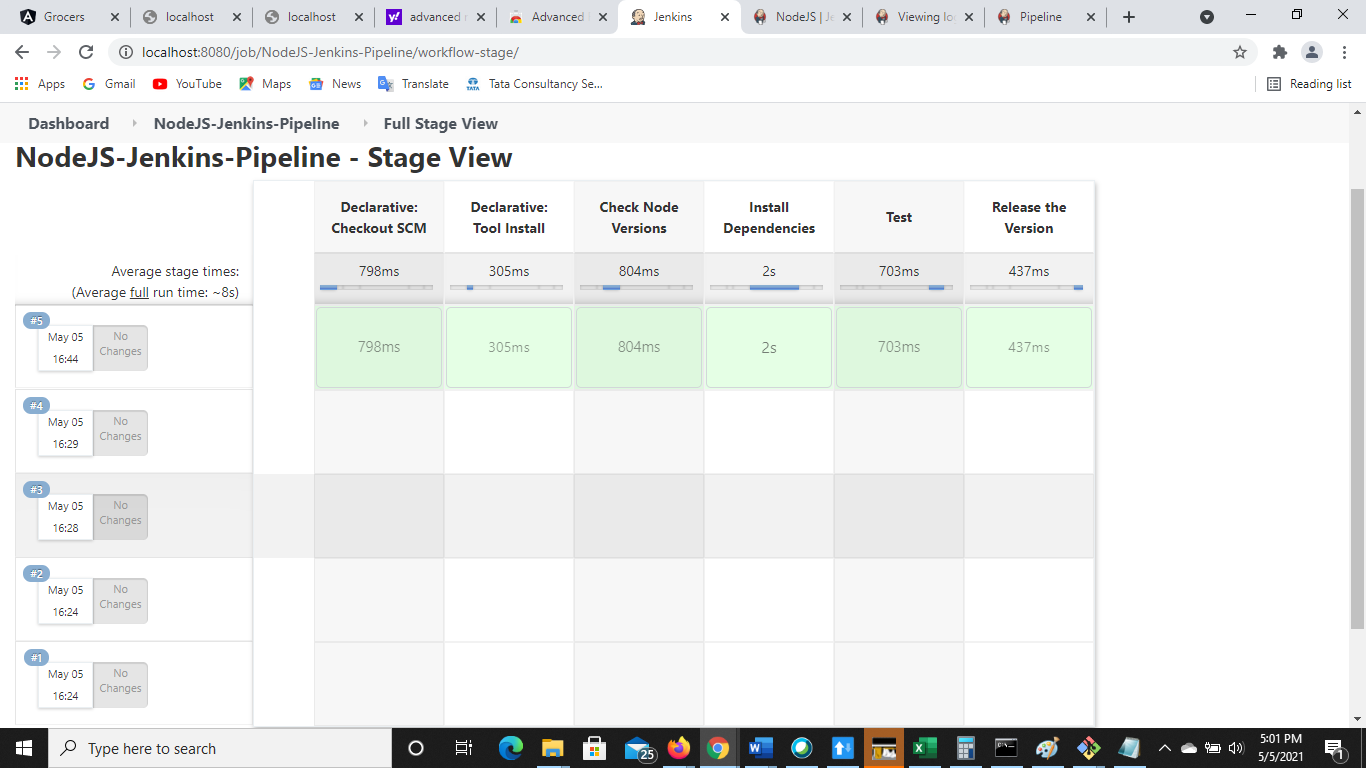 Grocers
localhost
localhost
advanced
Advanced
Jenkins
NodeJS | Je
Viewing lo
Pipeline
localhost:8080/job/NodeJS-Jenkins-Pipeline/workflow-stage/
Apps
Gmail
YouTube
Maps
News
Translate
TATA
Tata Consultancy Se...
Reading list
Dashboard
NodeJS-Jenkins-Pipeline
Full Stage View
NodeJS-Jenkins-Pipeline - Stage View
Declarative:
Checkout SCM
Declarative:
Tool Install
Check Node
Versions
Install
Dependencies
Test
Release the
Version
Average stage times:
(Average full run time: ~8s)
798ms
305ms
804ms
2s
703ms
437ms
#5
May 05
16:44
No
Changes
798ms
305ms
804ms
2s
703ms
437ms
#4
May 05
16:29
No
Changes
#3
May 05
16:28
No
Changes
#2
May 05
16:24
No
Changes
#1
May 05
16:24
No
Changes
Type here to search
25
5:01 PM
5/5/2021
1